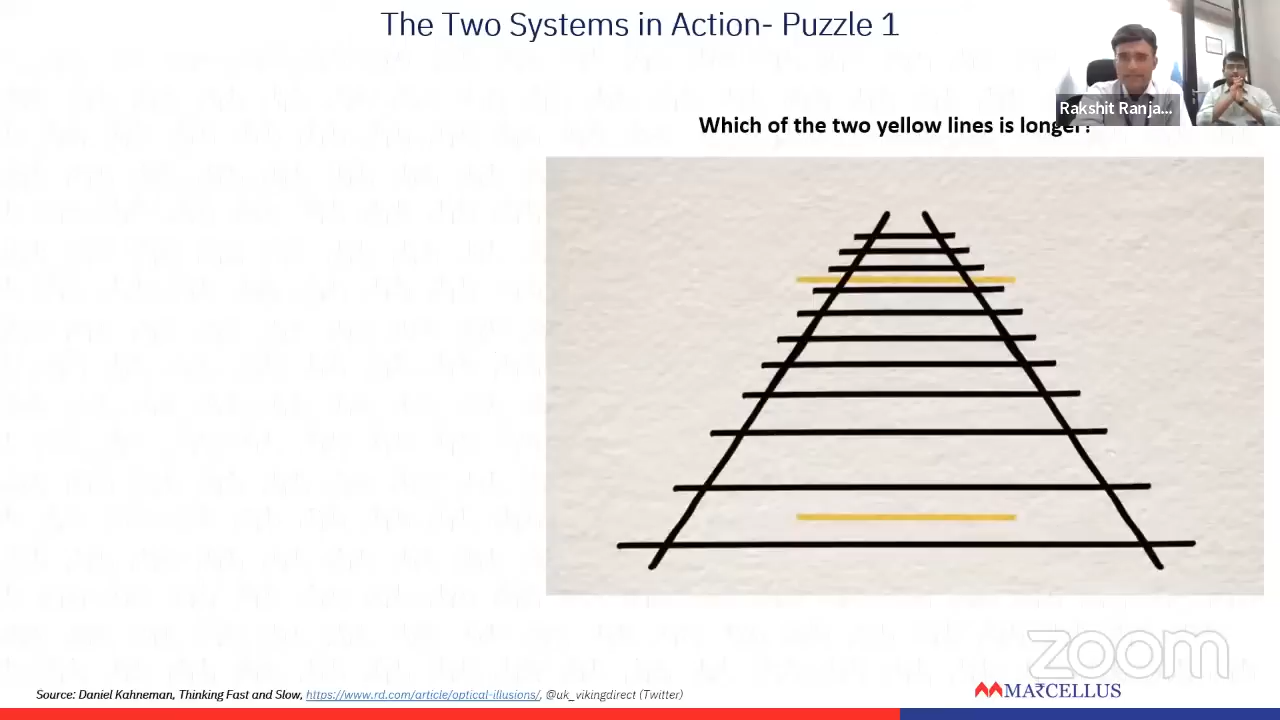 The Two Systems in Action- Puzzle 1
Rakshit Ranja...
Which of the two yellow lines is longer?
zoom
Source: Daniel Kahneman, Thinking Fast and Slow, https://www.rd.com/article/optical-illusions/, @uk_vikingdirect (Twitter)
MARCELLUS